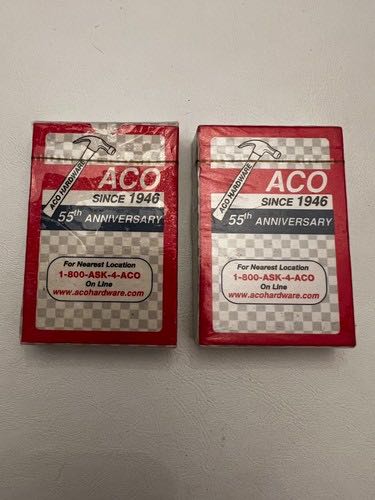 ACO HARDWARE
ACO
SINCE 1946
55th ANNIVERSARY
For Nearest Location
1-800-ASK-4-ACO
On Line
www.acohardware.com
ACO HARDWARE
ACO
SINCE 1946
55th ANNIVERSARY
For Nearest Location
1-800-ASK-4-ACO
On Line
www.acohardware.com